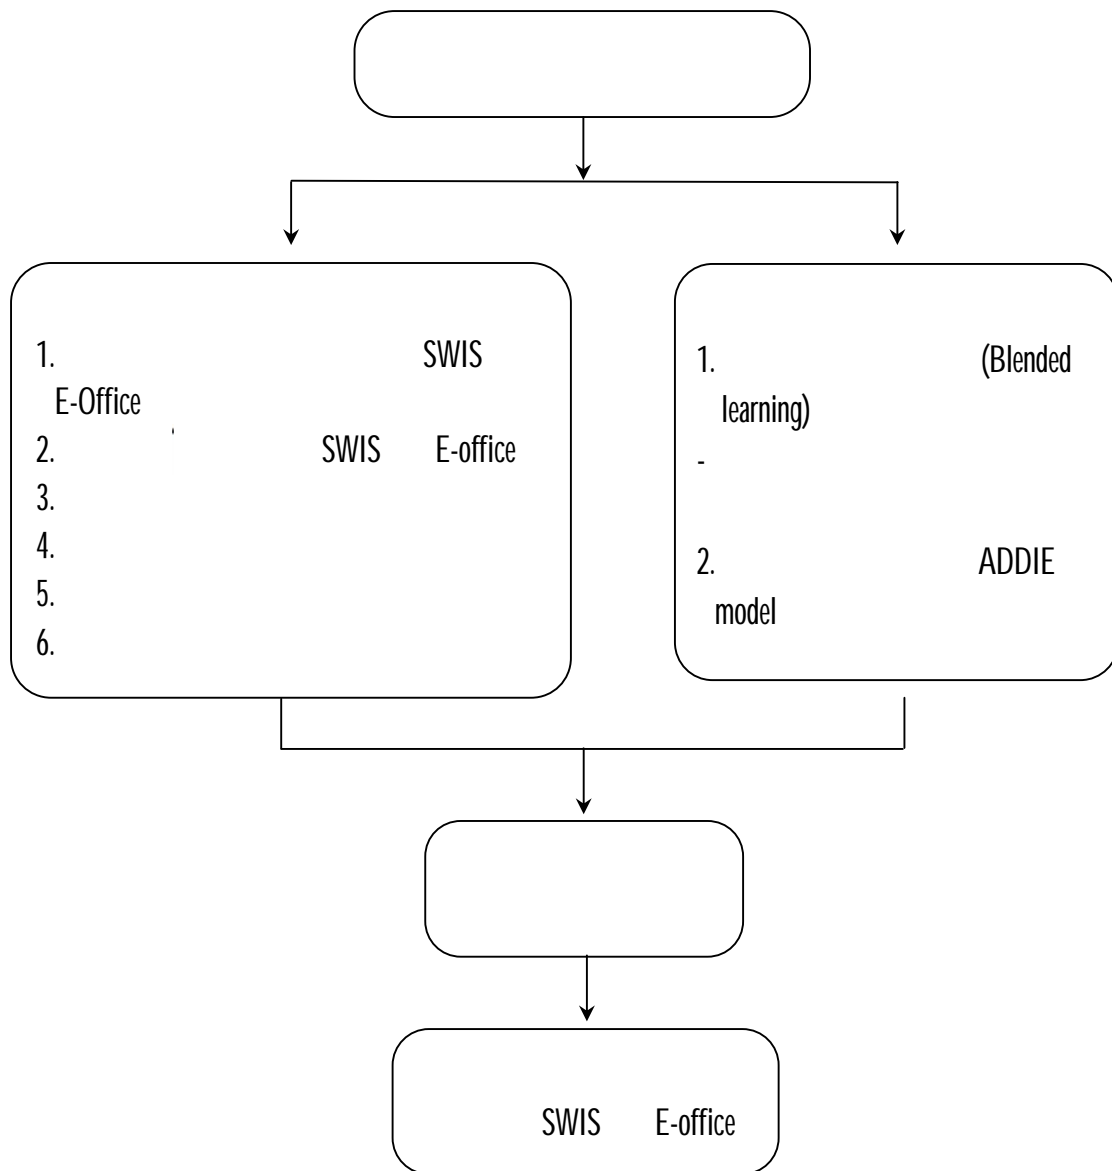 1. SWIS
E-Office
2. SWIS E-office
3.
4.
5.
6.
1. (Blended
learning)
-
2. ADDIE
model
SWIS E-office